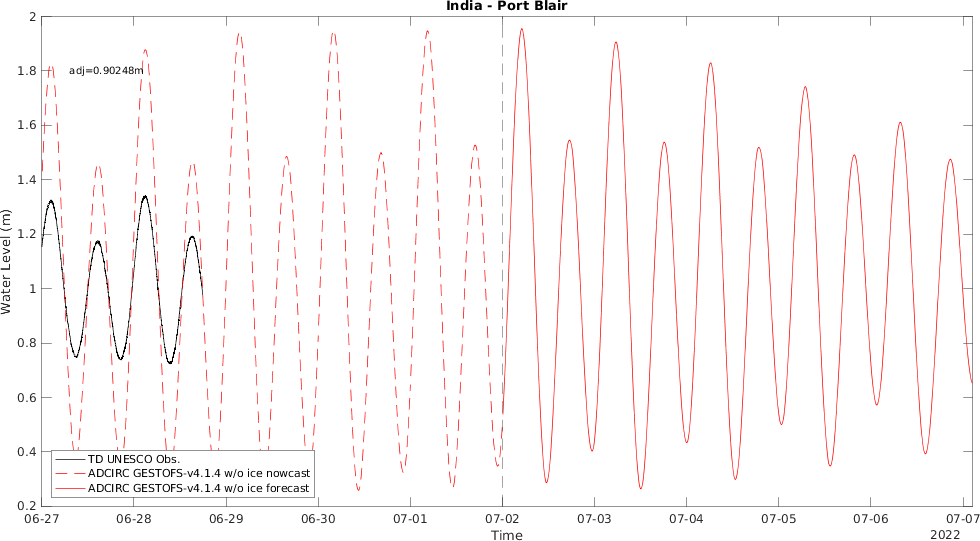 India - Port Blair
adj=0.90248m
2
1.8
1.6
1.4
1.2
1
0.8
0.6
0.4
0.2
Water Level (m)
TD UNESCO Obs.
ADCIRC GESTOFS-v4.1.4 w/o ice nowcast
ADCIRC GESTOFS-v4.1.4 w/o ice forecast
06-27 06-28 06-29 06-30 07-01 07-02 07-03 07-04 07-05 07-06 07-07
Time
2022